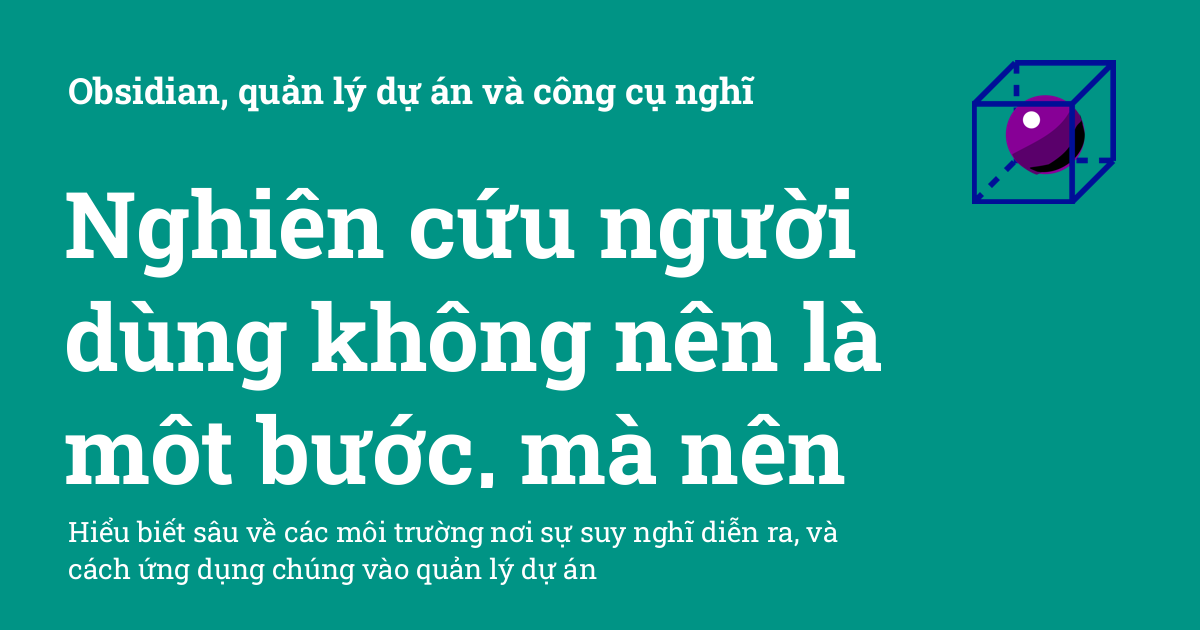 Obsidian, quản lý dự án và công cụ nghĩ
Nghiên cứu người
dùng không nên là
một bước, mà nên
Hiểu biết sâu về các môi trường nơi sự suy nghĩ diễn ra, và
cách ứng dụng chúng vào quản lý dự án